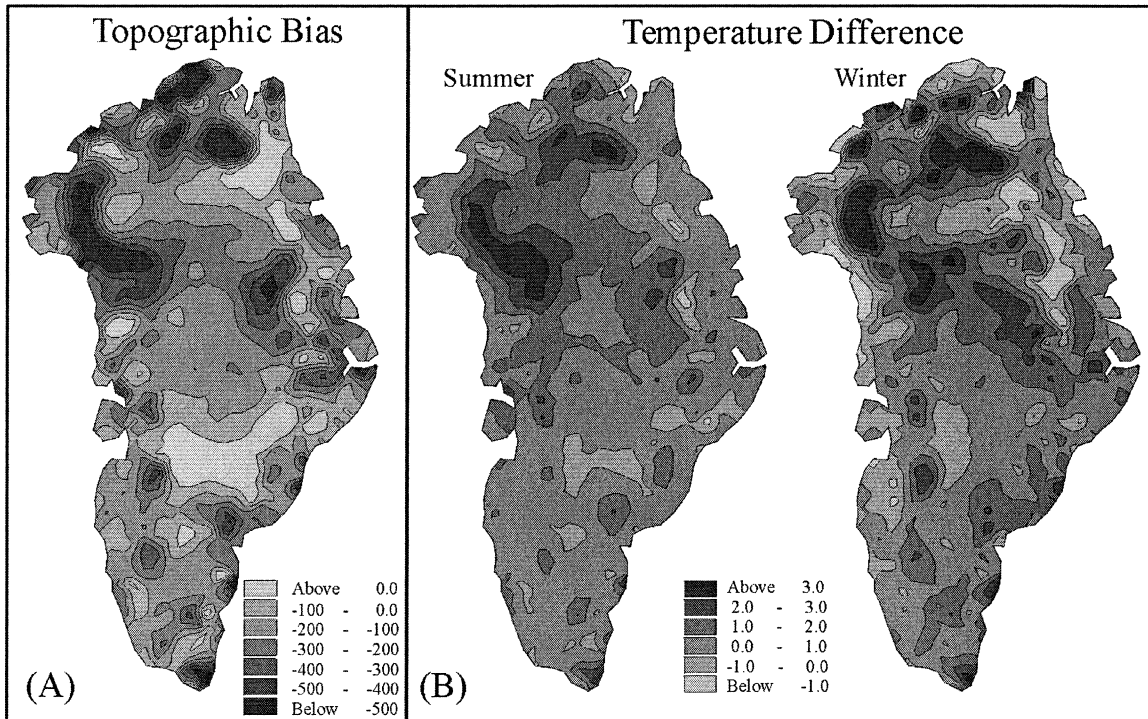 Topographic Bias
Temperature Difference
Summer
Winter
Above 0.0
-100 - 0.0
-200 - -100
-300 - -200
-400 - -300
-500 - -400
Below -500
(A)
Above 3.0
2.0 - 3.0
1.0 - 2.0
0.0 - 1.0
-1.0 - 0.0
Below -1.0
(B)